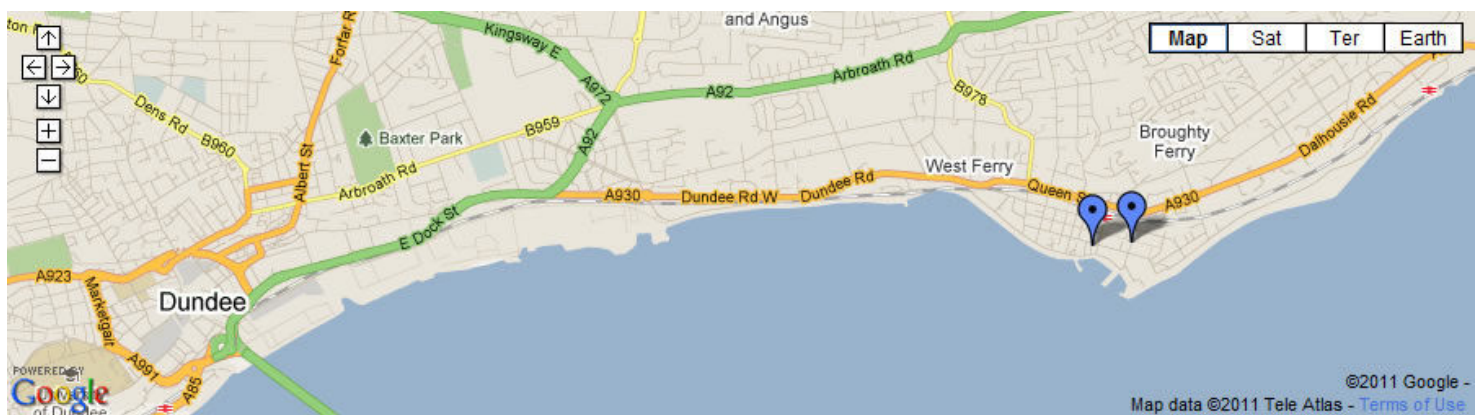 and Angus
Map Sat Ter Earth
Kingsway E
Forfar R
A972
Arbroath Rd
A92
B978
Dens Rd
B960
B959
Baxter Park
A92
Broughty
Ferry
Dalhousie Rd
Albert St
Arbroath Rd
West Ferry
A930
Dundee Rd W
Dundee Rd
Queen S
A930
E Dock St
A923
Marketgait
Dundee
A991
A85
POWERED BY
Google
of Dundee
©2011 Google -
Map data ©2011 Tele Atlas - Terms of Use